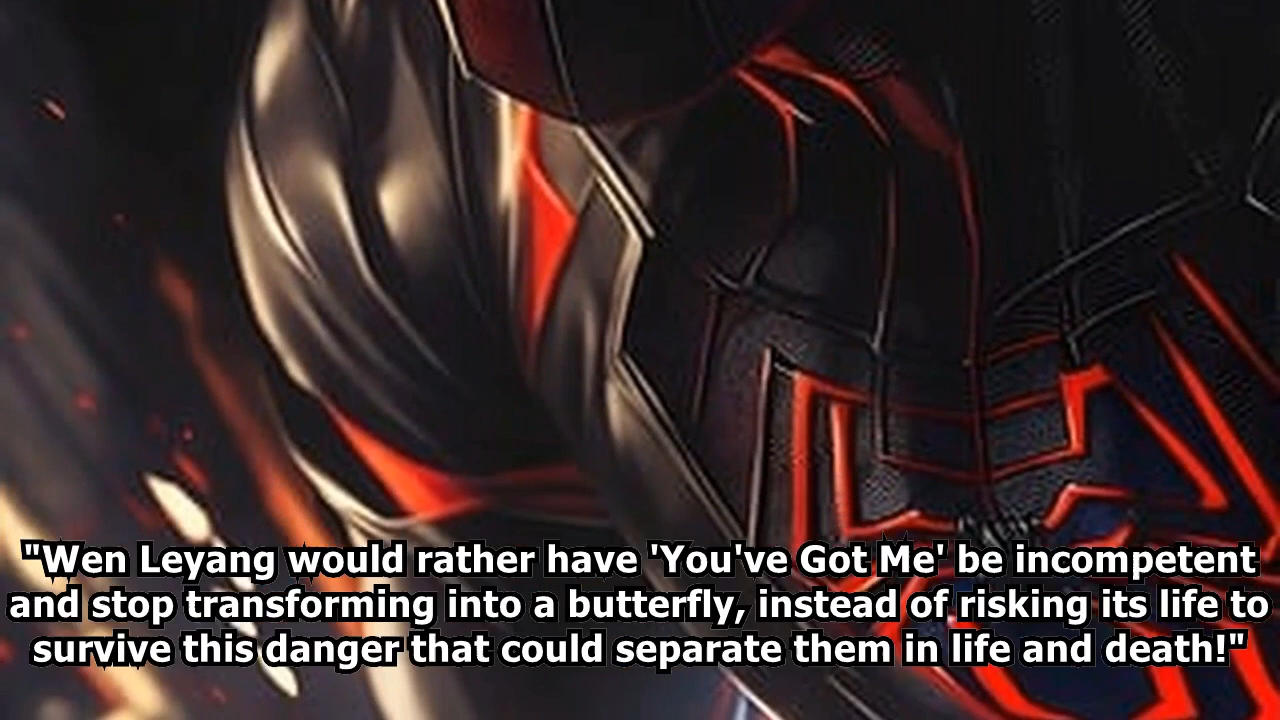 "Wen Leyang would rather have 'You've Got Me' be incompetent
and stop transforming into a butterfly, instead of risking its life to
survive this danger that could separate them in life and death!"